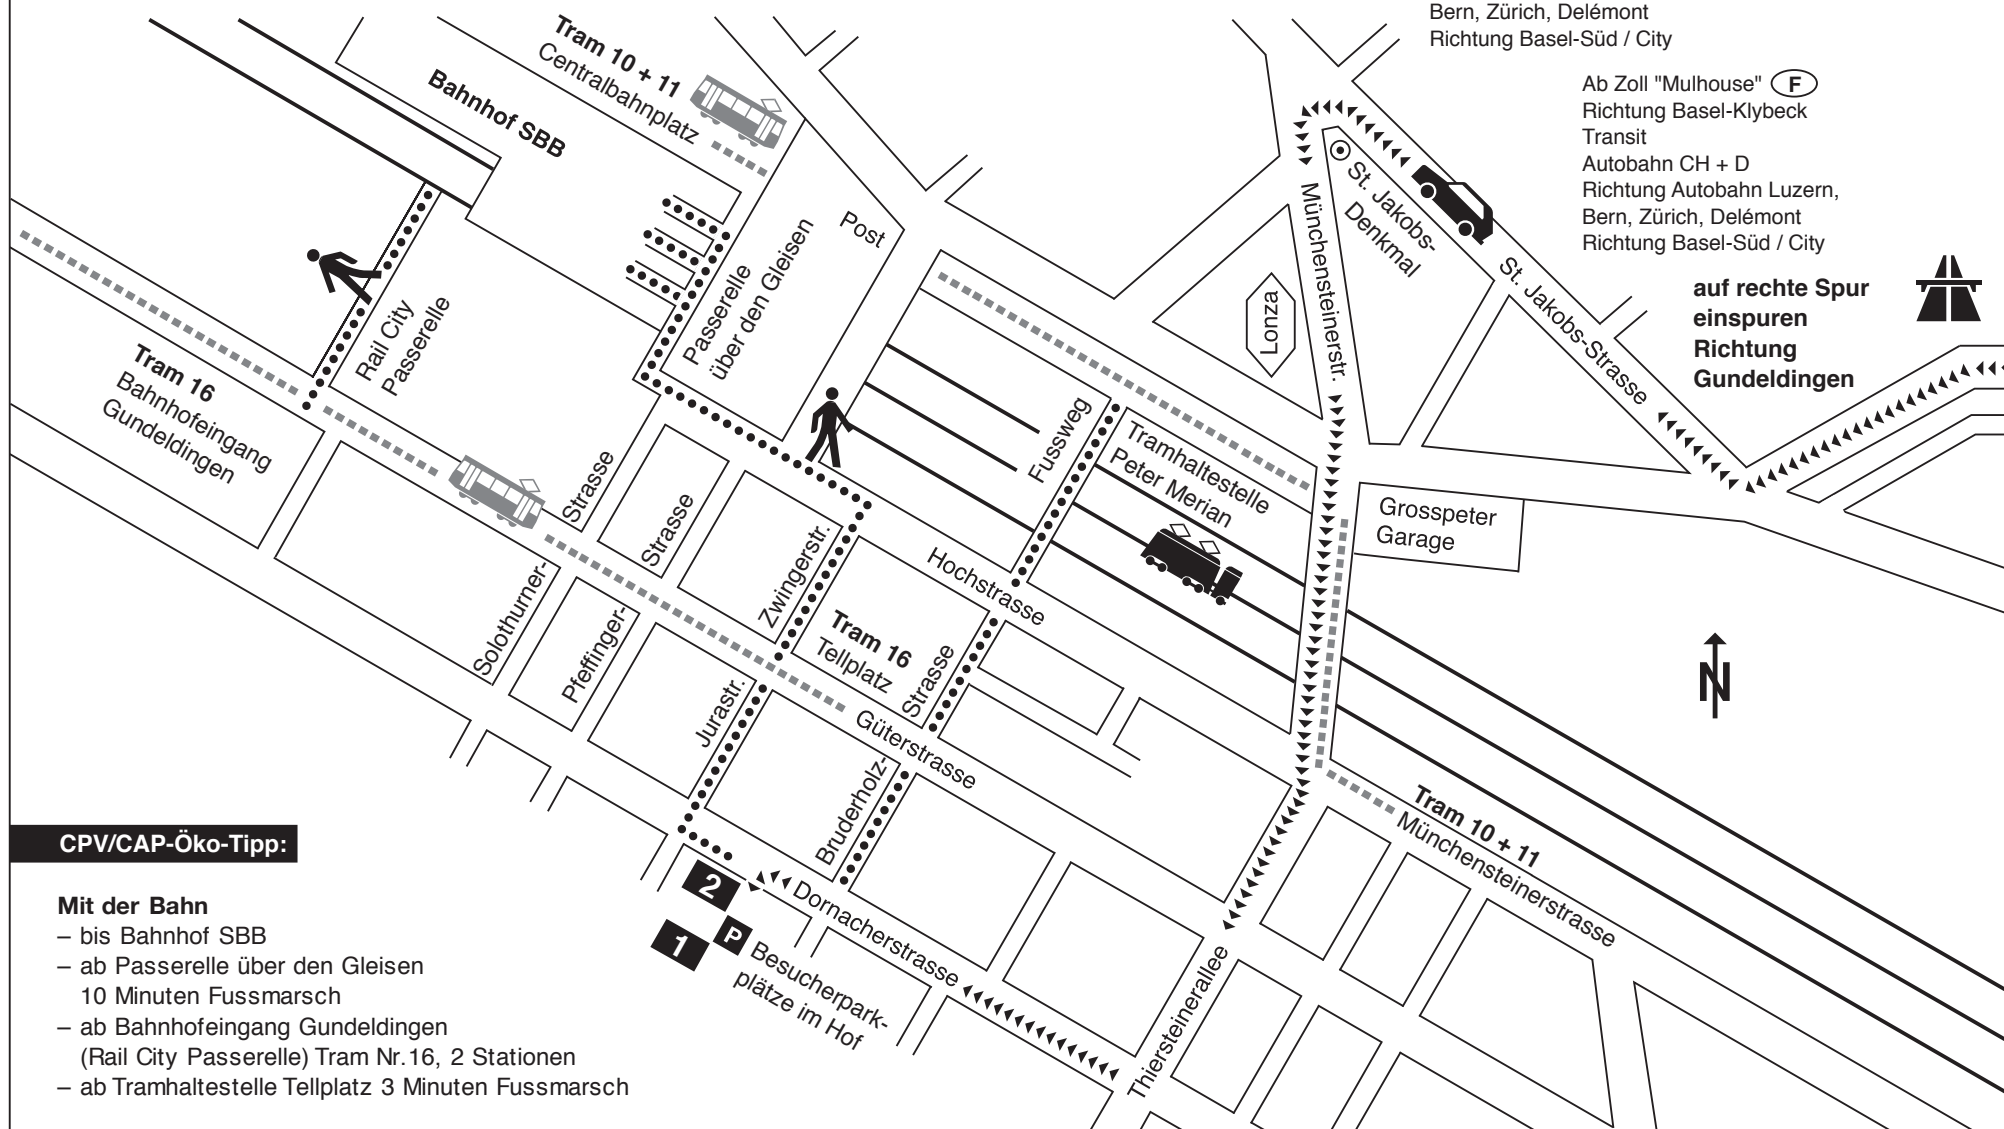 Bern, Zürich, Delémont
Richtung Basel-Süd / City
Ab Zoll "Mulhouse" F
Richtung Basel-Klybeck
Transit
Autobahn CH + D
Richtung Autobahn Luzern,
Bern, Zürich, Delémont
Richtung Basel-Süd / City
auf rechte Spur
einspuren
Richtung
Gundeldingen
Tram 10 + 11
Centralbahnplatz
Bahnhof SBB
Post
Passerelle
über den Gleisen
Rail City
Passerelle
Tram 16
Bahnhofeingang
Gundeldingen
Münchensteinerstr.
St. Jakobs-
Denkmal
St. Jakobs-Strasse
Lonza
Fussweg
Tramhaltestelle
Peter Merian
Grosspeter
Garage
Strasse
Strasse
Zwingerstr.
Hochstrasse
Solothurner-
Pfeffinger-
Tram 16
Tellplatz
Strasse
Jurastr.
Güterstrasse
Bruderholz-
N
Tram 10 + 11
Münchensteinerstrasse
Dornacherstrasse
Thiersteinerallee
2
1
P
Besucherpark-
plätze im Hof
CPV/CAP-Öko-Tipp:
Mit der Bahn
– bis Bahnhof SBB
– ab Passerelle über den Gleisen
10 Minuten Fussmarsch
– ab Bahnhofeingang Gundeldingen
(Rail City Passerelle) Tram Nr.16, 2 Stationen
– ab Tramhaltestelle Tellplatz 3 Minuten Fussmarsch